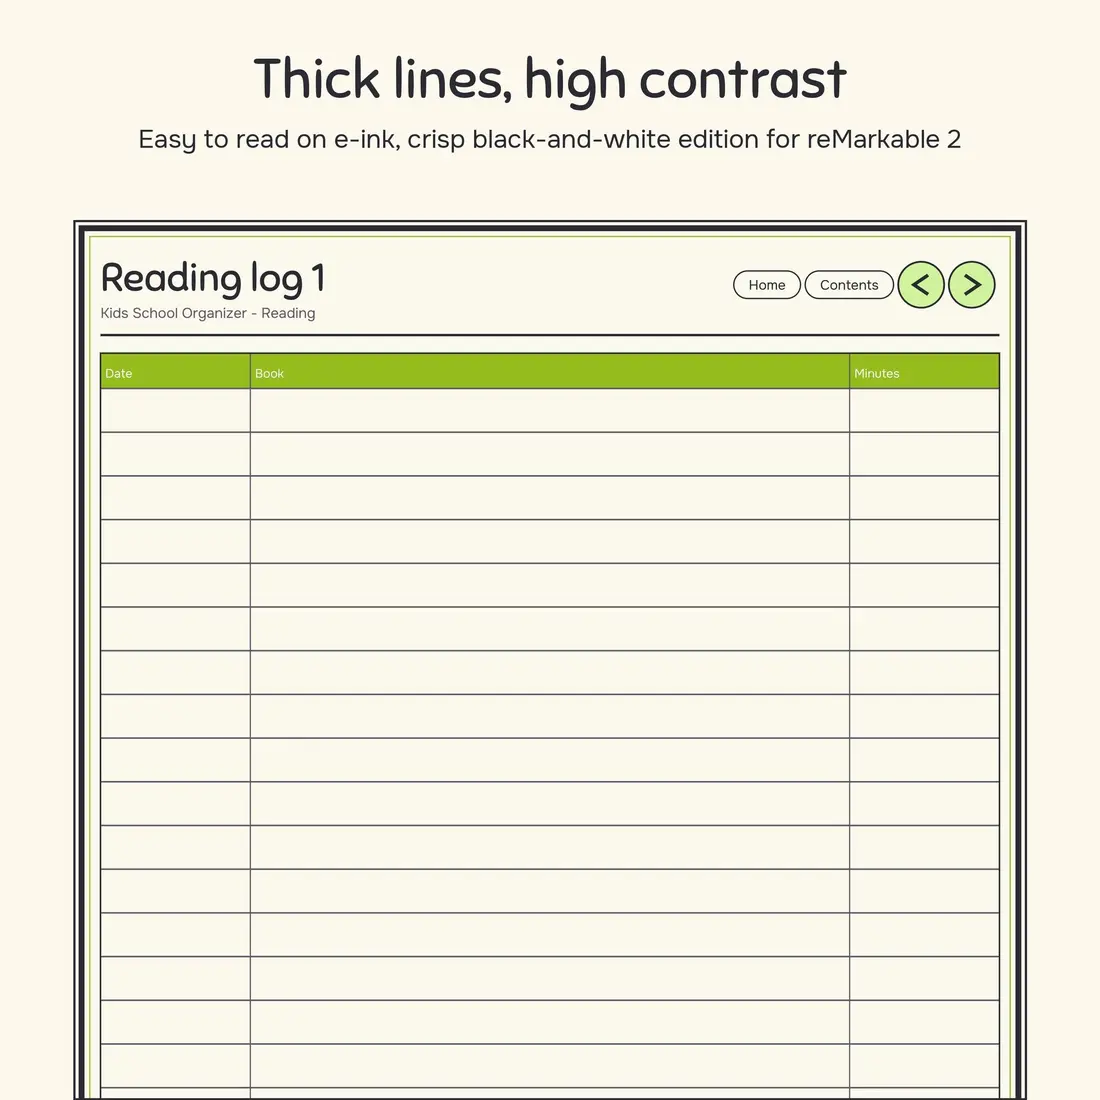 Thick lines, high contrast
Easy to read on e-ink, crisp black-and-white edition for reMarkable 2
Reading log 1
Home
Contents
Kids School Organizer - Reading
Date
Book
Minutes